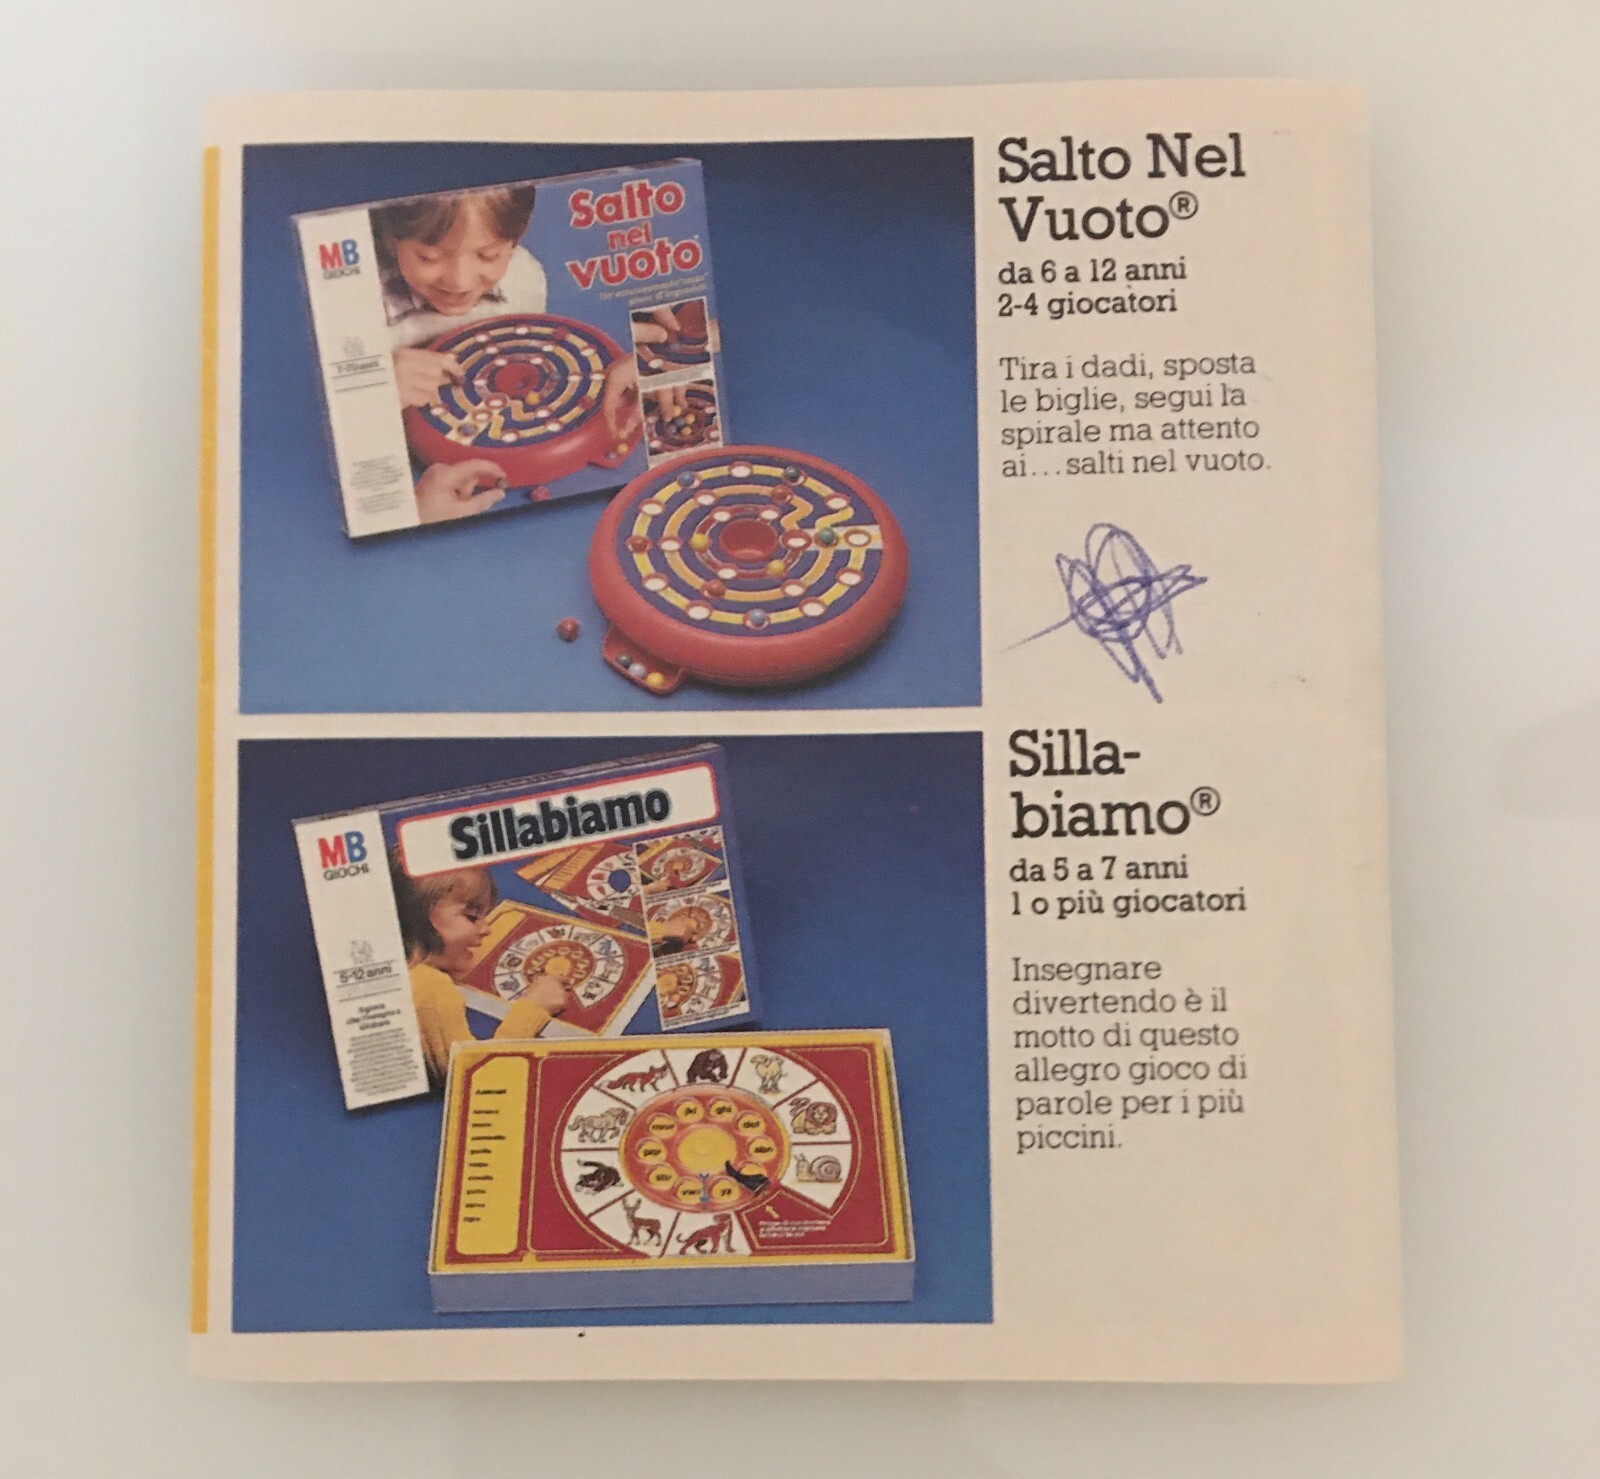 Salto Nel
Vuoto®
da 6 a 12 anni
2-4 giocatori
Tira i dadi, sposta
le biglie, segui la
spirale ma attento
ai...salti nel vuoto.
MB
GIOCHI
Salto
nel
vuoto
Silla-
biamo®
da 5 a 7 anni
1 o più giocatori
Insegnare
divertendo è il
motto di questo
allegro gioco di
parole per i più
piccini.
MB
GIOCHI
5-12 anni
Sillabiamo